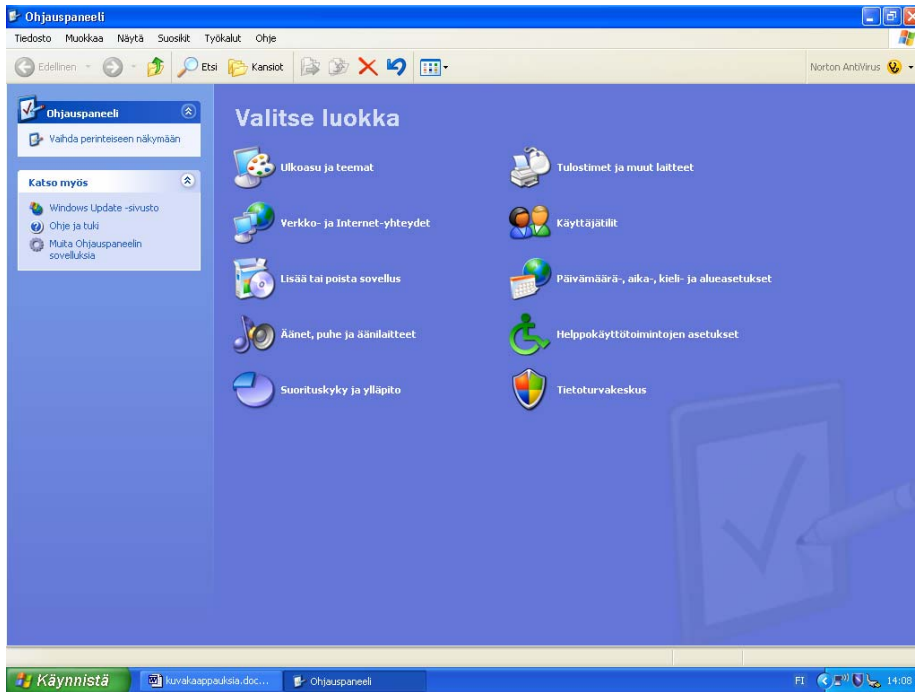 Ohjauspaneeli
Tiedosto Muokkaa Näytä Suosikit Työkalut Ohje
Edellinen Etsi Kansiot Norton AntiVirus
Ohjauspaneeli
Vaihda perinteiseen näkymään
Katso myös
Windows Update -sivusto
Ohje ja tuki
Muita Ohjauspaneelin
sovelluksia
Valitse luokka
Ulkoasu ja teemat
Tulostimet ja muut laitteet
Verkko- ja Internet-yhteydet
Käyttäjätilit
Lisää tai poista sovellus
Päivämäärä-, aika-, kieli- ja alueasetukset
Äänet, puhe ja äänilaitteet
Helppokäyttötoimintojen asetukset
Suorituskyky ja ylläpito
Tietoturvakeskus
Käynnistä kuvakaappauksia.doc... Ohjauspaneeli FI 14:08